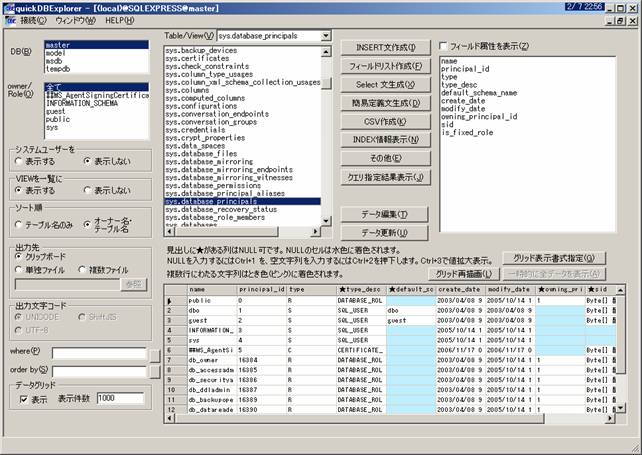 quickDBExplorer - [(local)@SQLEXPRESS@master]
2/ 7 22:56
接続(C) ウィンドウ(W) HELP(H)
DB(B)
master
model
msdb
tempdb
owner/
Role(O)
全て
##MS_AgentSigningCertifica
INFORMATION_SCHEMA
guest
public
sys
システムユーザーを
表示する 表示しない
VIEWを一覧に
表示する 表示しない
ソート順
テーブル名のみ オーナー名・
テーブル名
出力先
クリップボード
単独ファイル 複数ファイル
参照
出力文字コード
UNICODE ShiftJIS
UTF-8
where(P)
order by(S)
データグリッド
表示 表示件数 1000
Table/View(V) sys.database_principals
sys.backup_devices
sys.certificates
sys.check_constraints
sys.column_type_usages
sys.column_xml_schema_collection_usages
sys.columns
sys.computed_columns
sys.configurations
sys.conversation_endpoints
sys.conversation_groups
sys.credentials
sys.crypt_properties
sys.data_spaces
sys.database_files
sys.database_mirroring
sys.database_mirroring_endpoints
sys.database_mirroring_witnesses
sys.database_permissions
sys.database_principal_aliases
sys.database_principals
sys.database_recovery_status
sys.database_role_members
sys.databases
INSERT文作成(I)
フィールドリスト作成(F)
Select 文生成(X)
簡易定義文生成(D)
CSV作成(K)
INDEX情報表示(N)
その他(E)
クエリ指定結果表示(J)
データ編集(T)
データ更新(U)
フィールド属性を表示(Z)
name
principal_id
type
type_desc
default_schema_name
create_date
modify_date
owning_principal_id
sid
is_fixed_role
見出しに★がある列はNULL可です。NULLのセルは水色に着色されます。
NULLを入力するにはCtrl+1 を、空文字列を入力するにはCtrl+2を押下します。Ctrl+3で値拡大表示。
複数行にわたる文字列はとき色(ピンク)に着色されます。
グリッド表示書式指定(G)
グリッド再描画(L) 一時的に全データを表示(A)
name principal_id type ★type_desc ★default_sc create_date modify_date ★owning_pri ★sid
public 0 R DATABASE_ROL 2003/04/08 9 2005/10/14 1 1 Byte[]
2 dbo 1 S SQL_USER dbo 2003/04/08 9 2003/04/08 9 Byte[]
3 guest 2 S SQL_USER guest 2003/04/08 9 2003/04/08 9 Byte[]
4 INFORMATION_ 3 S SQL_USER 2005/10/14 1 2005/10/14 1
5 sys 4 S SQL_USER 2005/10/14 1 2005/10/14 1
6 ##MS_AgentSi 5 C CERTIFICATE_ 2006/11/17 0 2006/11/17 0 Byte[]
7 db_owner 16384 R DATABASE_ROL 2003/04/08 9 2005/10/14 1 1 Byte[]
8 db_accessadm 16385 R DATABASE_ROL 2003/04/08 9 2005/10/14 1 1 Byte[]
9 db_securitya 16386 R DATABASE_ROL 2003/04/08 9 2005/10/14 1 1 Byte[]
10 db_ddladmin 16387 R DATABASE_ROL 2003/04/08 9 2005/10/14 1 1 Byte[]
11 db_backupope 16389 R DATABASE_ROL 2003/04/08 9 2005/10/14 1 1 Byte[]
12 db_datareade 16390 R DATABASE_ROL 2003/04/08 9 2005/10/14 1 1 Byte[]